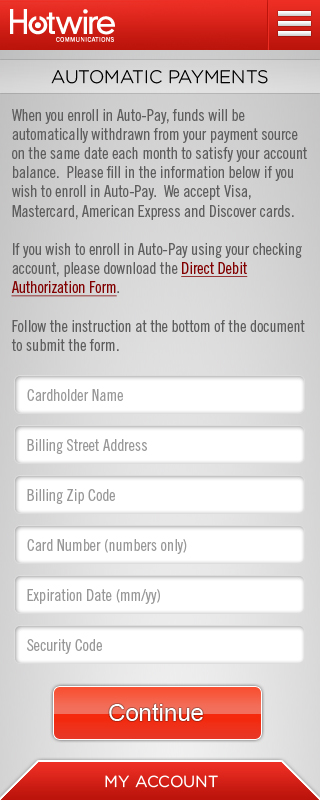 Hotwire
COMMUNICATIONS
AUTOMATIC PAYMENTS
When you enroll in Auto-Pay, funds will be
automatically withdrawn from your payment source
on the same date each month to satisfy your account
balance.  Please fill in the information below if you
wish to enroll in Auto-Pay.  We accept Visa,
Mastercard, American Express and Discover cards.
If you wish to enroll in Auto-Pay using your checking
account, please download the Direct Debit
Authorization Form.
Follow the instruction at the bottom of the document
to submit the form.
Cardholder Name
Billing Street Address
Billing Zip Code
Card Number (numbers only)
Expiration Date (mm/yy)
Security Code
Continue
MY ACCOUNT